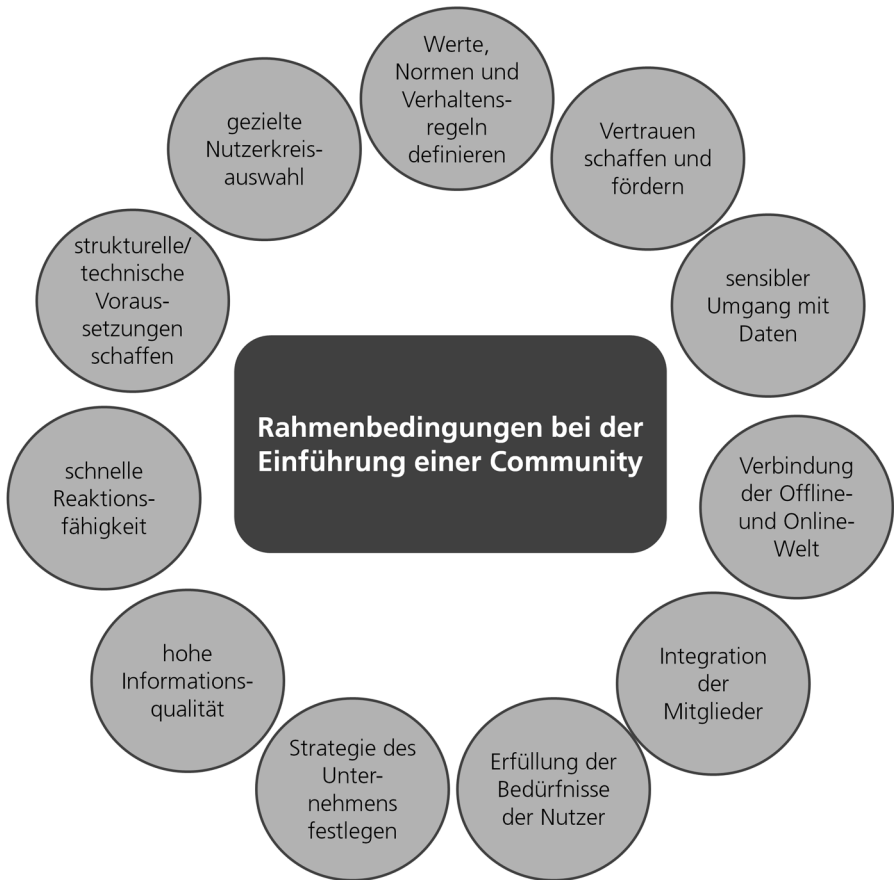 Werte,
Normen und
Verhaltens-
regeln
definieren
Vertrauen
schaffen und
fördern
sensibler
Umgang mit
Daten
Verbindung
der Offline-
und Online-
Welt
Integration
der
Mitglieder
Erfüllung der
Bedürfnisse
der Nutzer
Strategie des
Unter-
nehmens
festlegen
hohe
Informations-
qualität
schnelle
Reaktions-
fähigkeit
strukturelle/
technische
Voraus-
setzungen
schaffen
gezielte
Nutzerkreis-
auswahl
Rahmenbedingungen bei der
Einführung einer Community